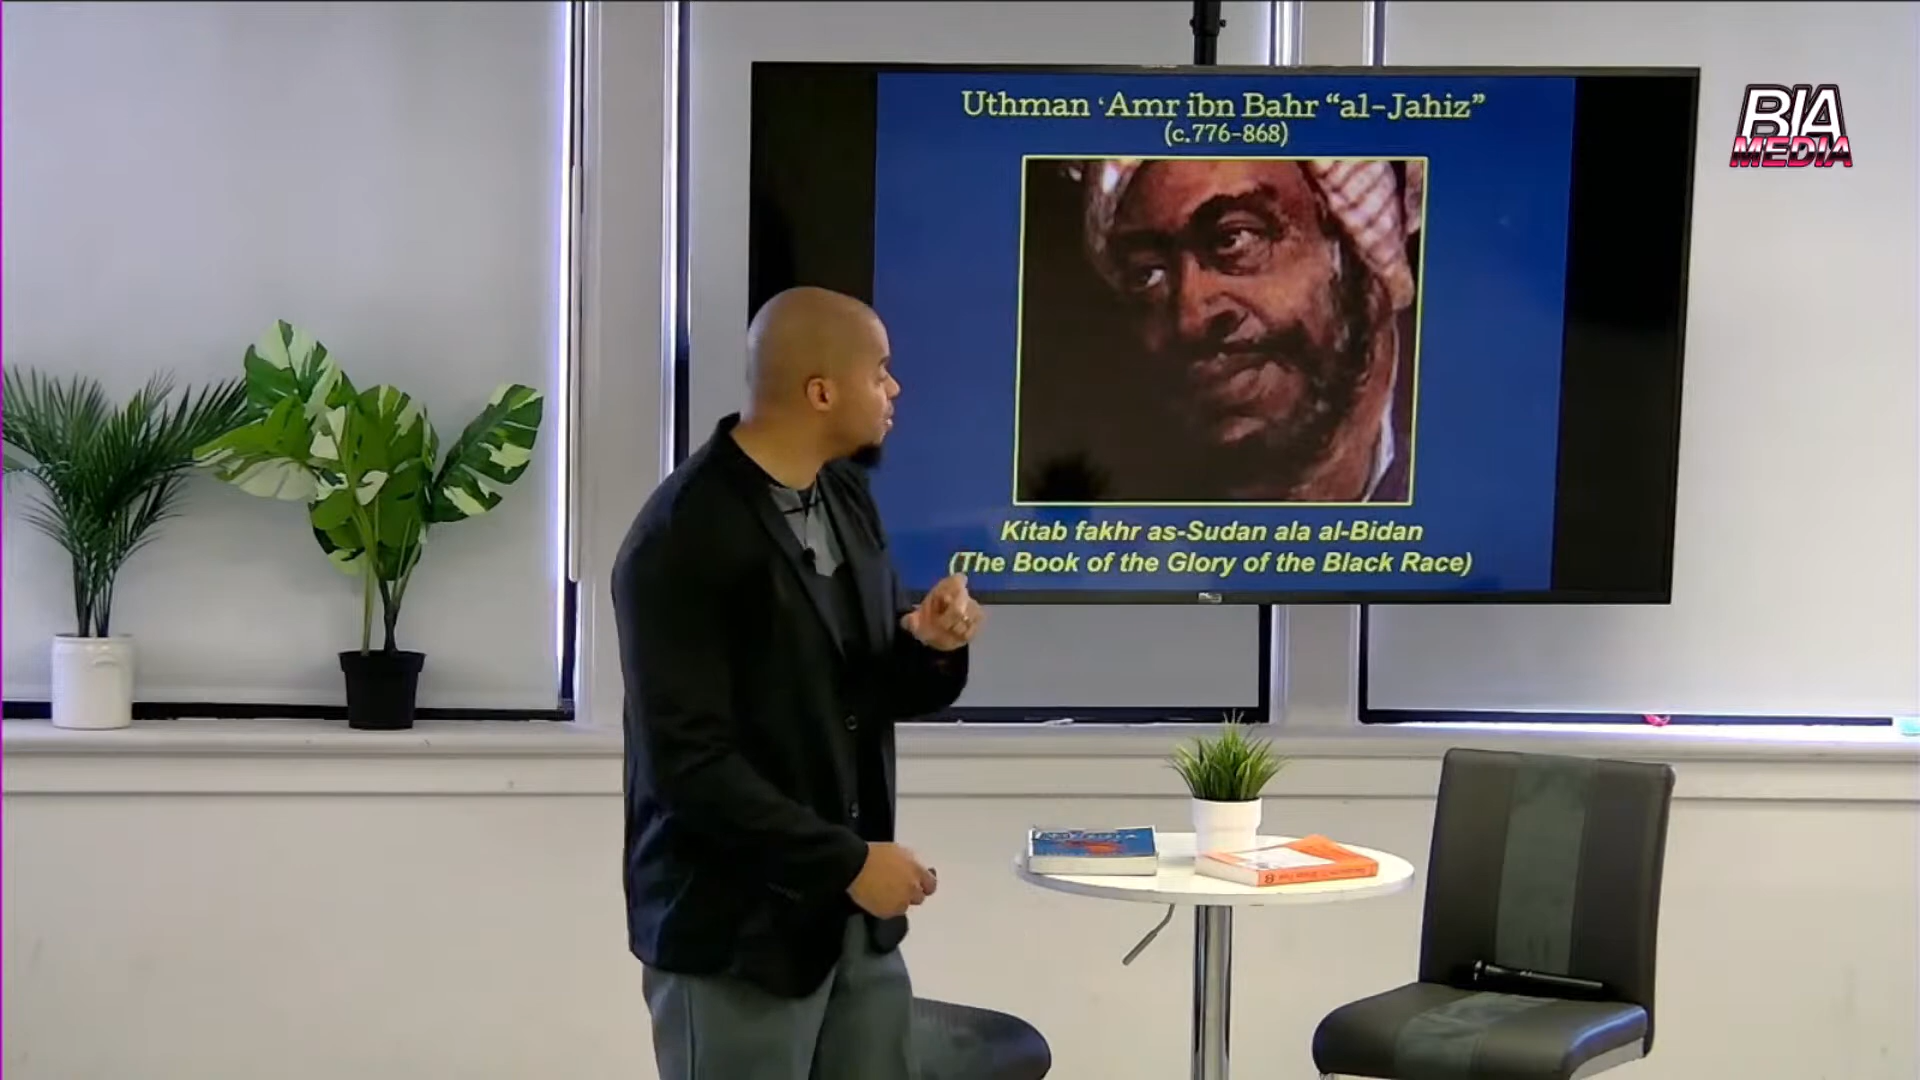 Uthman ‘Amr ibn Bahr “al-Jahiz”
(c.776-868)
Kitab fakhr as-Sudan ala al-Bidan
(The Book of the Glory of the Black Race)
BIA
MEDIA